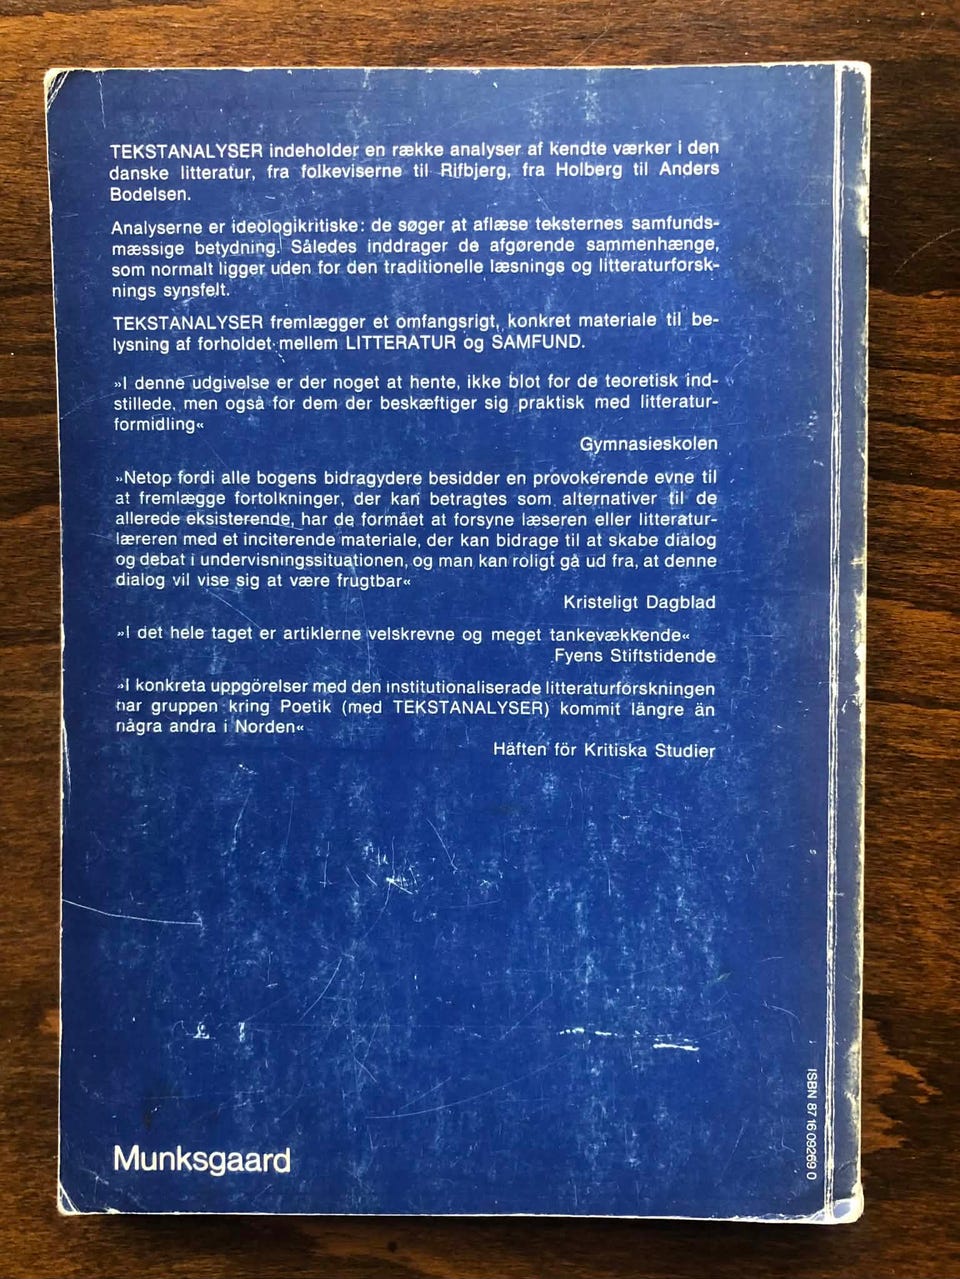 TEKSTANALYSER indeholder en række analyser af kendte værker i den
danske litteratur, fra folkeviserne til Rifbjerg, fra Holberg til Anders
Bodelsen.
Analyserne er ideologikritiske: de søger at aflæse teksternes samfunds-
mæssige betydning. Således inddrager de afgørende sammenhænge,
som normalt ligger uden for den traditionelle læsnings og litteraturforsk-
nings synsfelt.
TEKSTANALYSER fremlægger et omfangsrigt, konkret materiale til be-
lysning af forholdet mellem LITTERATUR og SAMFUND.
»I denne udgivelse er der noget at hente, ikke blot for de teoretisk ind-
stillede, men også for dem der beskæftiger sig praktisk med litteratur-
formidling«
Gymnasieskolen
»Netop fordi alle bogens bidragydere besidder en provokerende evne til
at fremlægge fortolkninger, der kan betragtes som alternativer til de
allerede eksisterende, har de formået at forsyne læseren eller litteratur-
læreren med et inciterende materiale, der kan bidrage til at skabe dialog
og debat i undervisningssituationen, og man kan roligt gå ud fra, at denne
dialog vil vise sig at være frugtbar«
Kristeligt Dagblad
»I det hele taget er artiklerne velskrevne og meget tankevækkende«
Fyens Stiftstidende
»I konkreta uppgörelser med den institutionaliserade litteraturforskningen
har gruppen kring Poetik (med TEKSTANALYSER) kommit längre än
några andra i Norden«
Häften för Kritiska Studier
ISBN 87 16 09269 0
Munksgaard